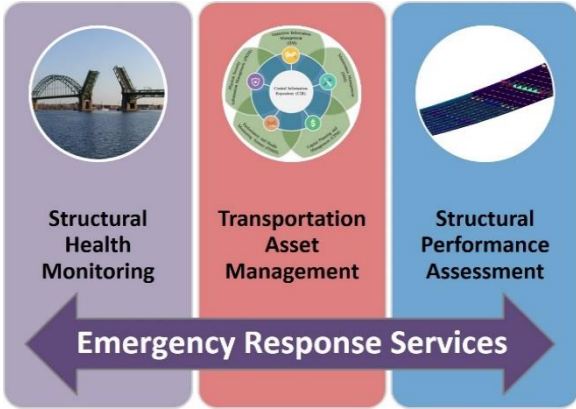 Central Information
Repository (CIR)
Structural
Health
Monitoring
Transportation
Asset
Management
Structural
Performance
Assessment
Emergency Response Services